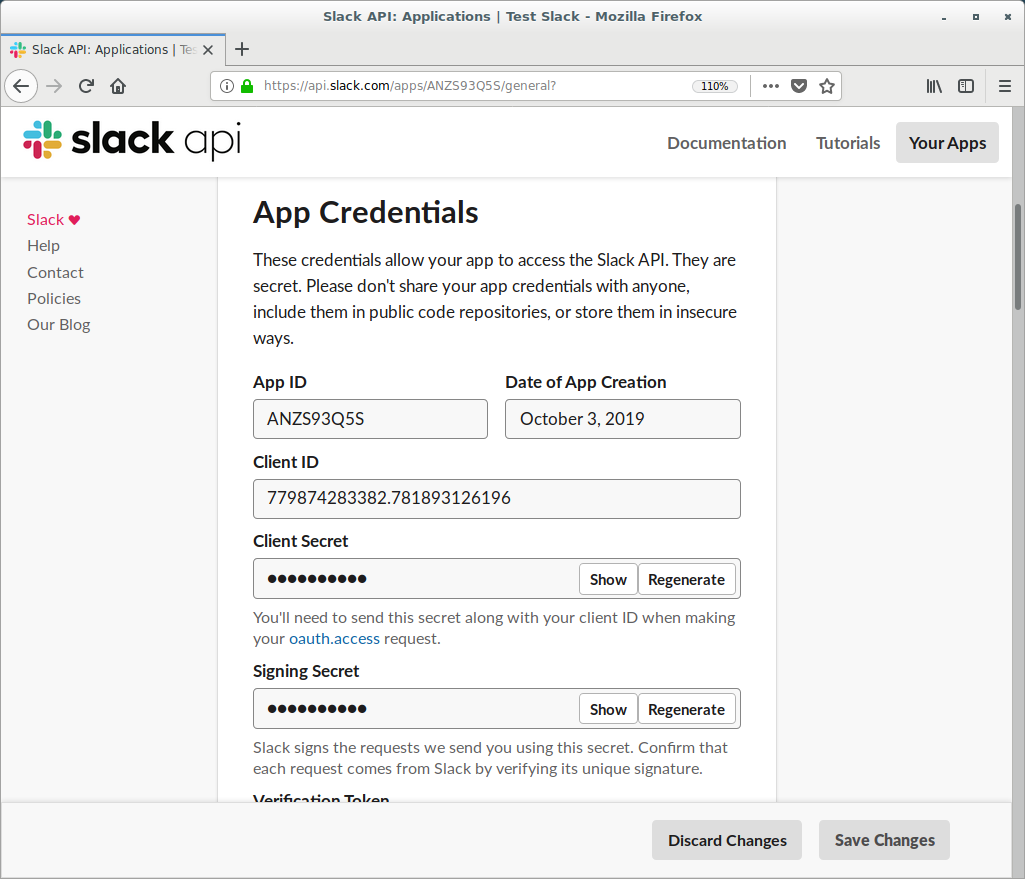 Slack API: Applications | Test Slack - Mozilla Firefox
Slack API: Applications | Tes
https://api.slack.com/apps/ANZS93Q5S/general?
110%
slack api
Documentation
Tutorials
Your Apps
Slack ♥
Help
Contact
Policies
Our Blog
App Credentials
These credentials allow your app to access the Slack API. They are
secret. Please don't share your app credentials with anyone,
include them in public code repositories, or store them in insecure
ways.
App ID
Date of App Creation
ANZS93Q5S
October 3, 2019
Client ID
779874283382.781893126196
Client Secret
●●●●●●●●●●
Show
Regenerate
You'll need to send this secret along with your client ID when making
your oauth.access request.
Signing Secret
●●●●●●●●●●
Show
Regenerate
Slack signs the requests we send you using this secret. Confirm that
each request comes from Slack by verifying its unique signature.
Verification Token
Discard Changes
Save Changes